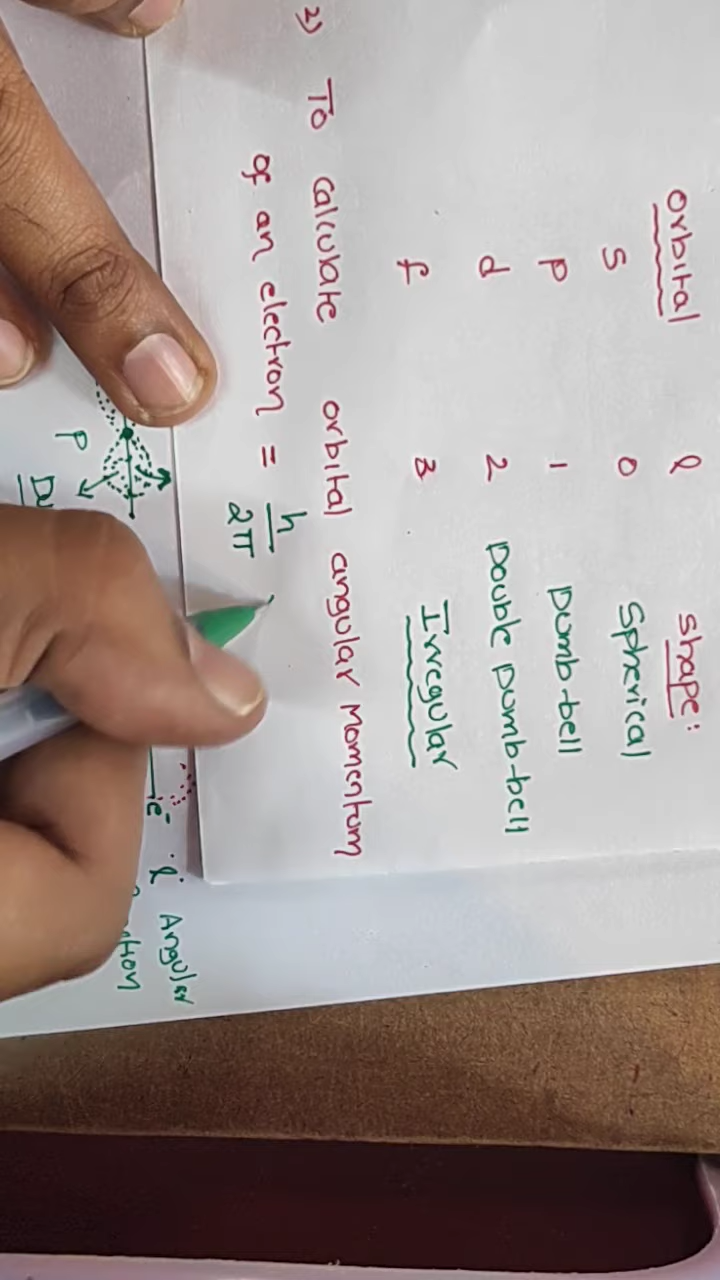 orbital l shape:
s 0 Spherical
p 1 Dumb-bell
d 2 Double Dumb-bell
f 3 Irregular
2) To calculate orbital angular Momentum
of an electron = h/2π
P
e⁻ 'l' Angular